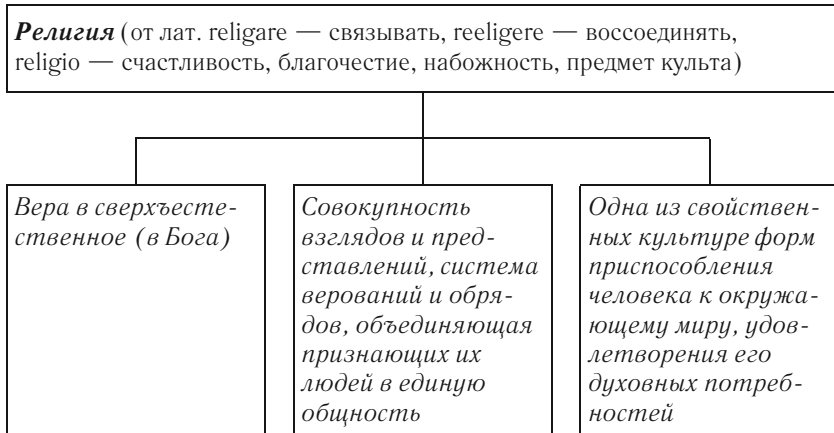 Религия (от лат. religare — связывать, reeligere — воссоединять,
religio — счастливость, благочестие, набожность, предмет культа)
Вера в сверхъесте-
ственное (в Бога)
Совокупность
взглядов и пред-
ставлений, система
верований и обря-
дов, объединяющая
признающих их
людей в единую
общность
Одна из свойствен-
ных культуре форм
приспособления
человека к окружа-
ющему миру, удов-
летворения его
духовных потреб-
ностей